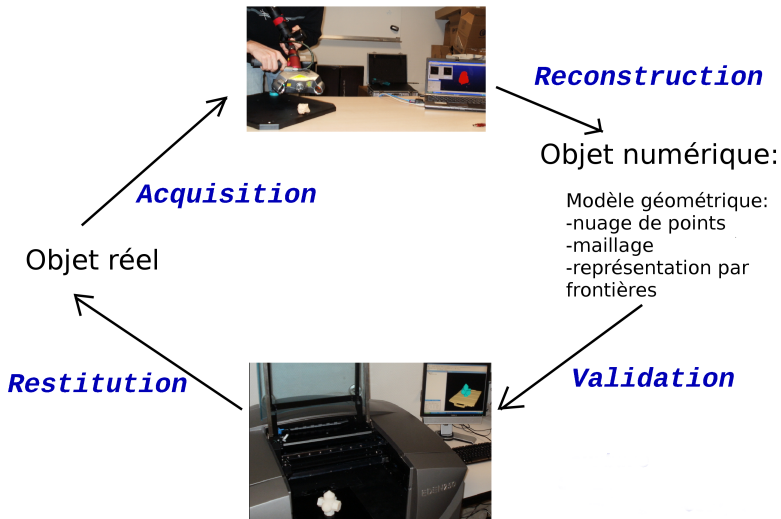 Reconstruction
Objet numérique:
Acquisition
Modèle géométrique:
-nuage de points
-maillage
-représentation par
frontières
Objet réel
Restitution
Validation